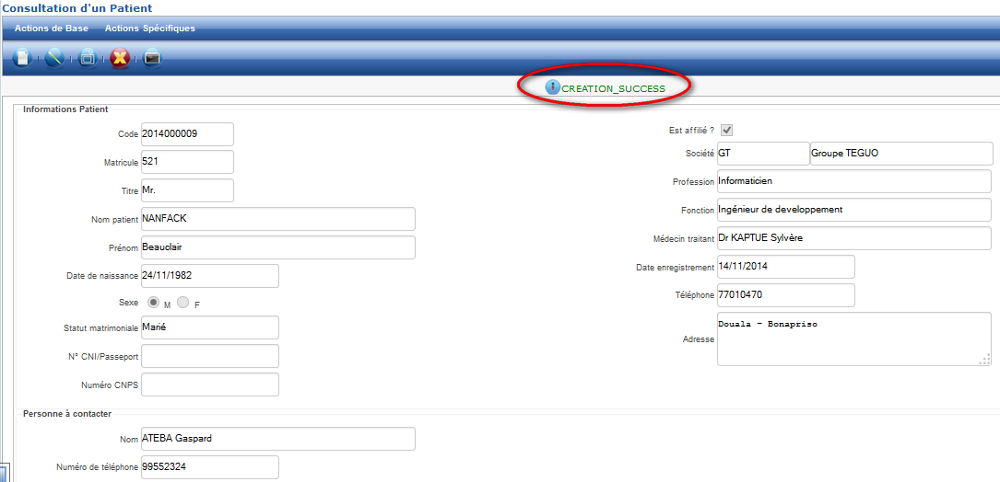 Consultation d'un Patient
Actions de Base Actions Spécifiques
CREATION_SUCCESS
Informations Patient
Code 2014000009
Matricule 521
Titre Mr.
Nom patient NANFACK
Prénom Beauclair
Date de naissance 24/11/1982
Sexe M F
Statut matrimoniale Marié
N° CNI/Passeport
Numéro CNPS
Est affilié ?
Société GT Groupe TEGUO
Profession Informaticien
Fonction Ingénieur de developpement
Médecin traitant Dr KAPTUE Sylvère
Date enregistrement 14/11/2014
Téléphone 77010470
Adresse Douala - Bonapriso
Personne à contacter
Nom ATEBA Gaspard
Numéro de téléphone 99552324